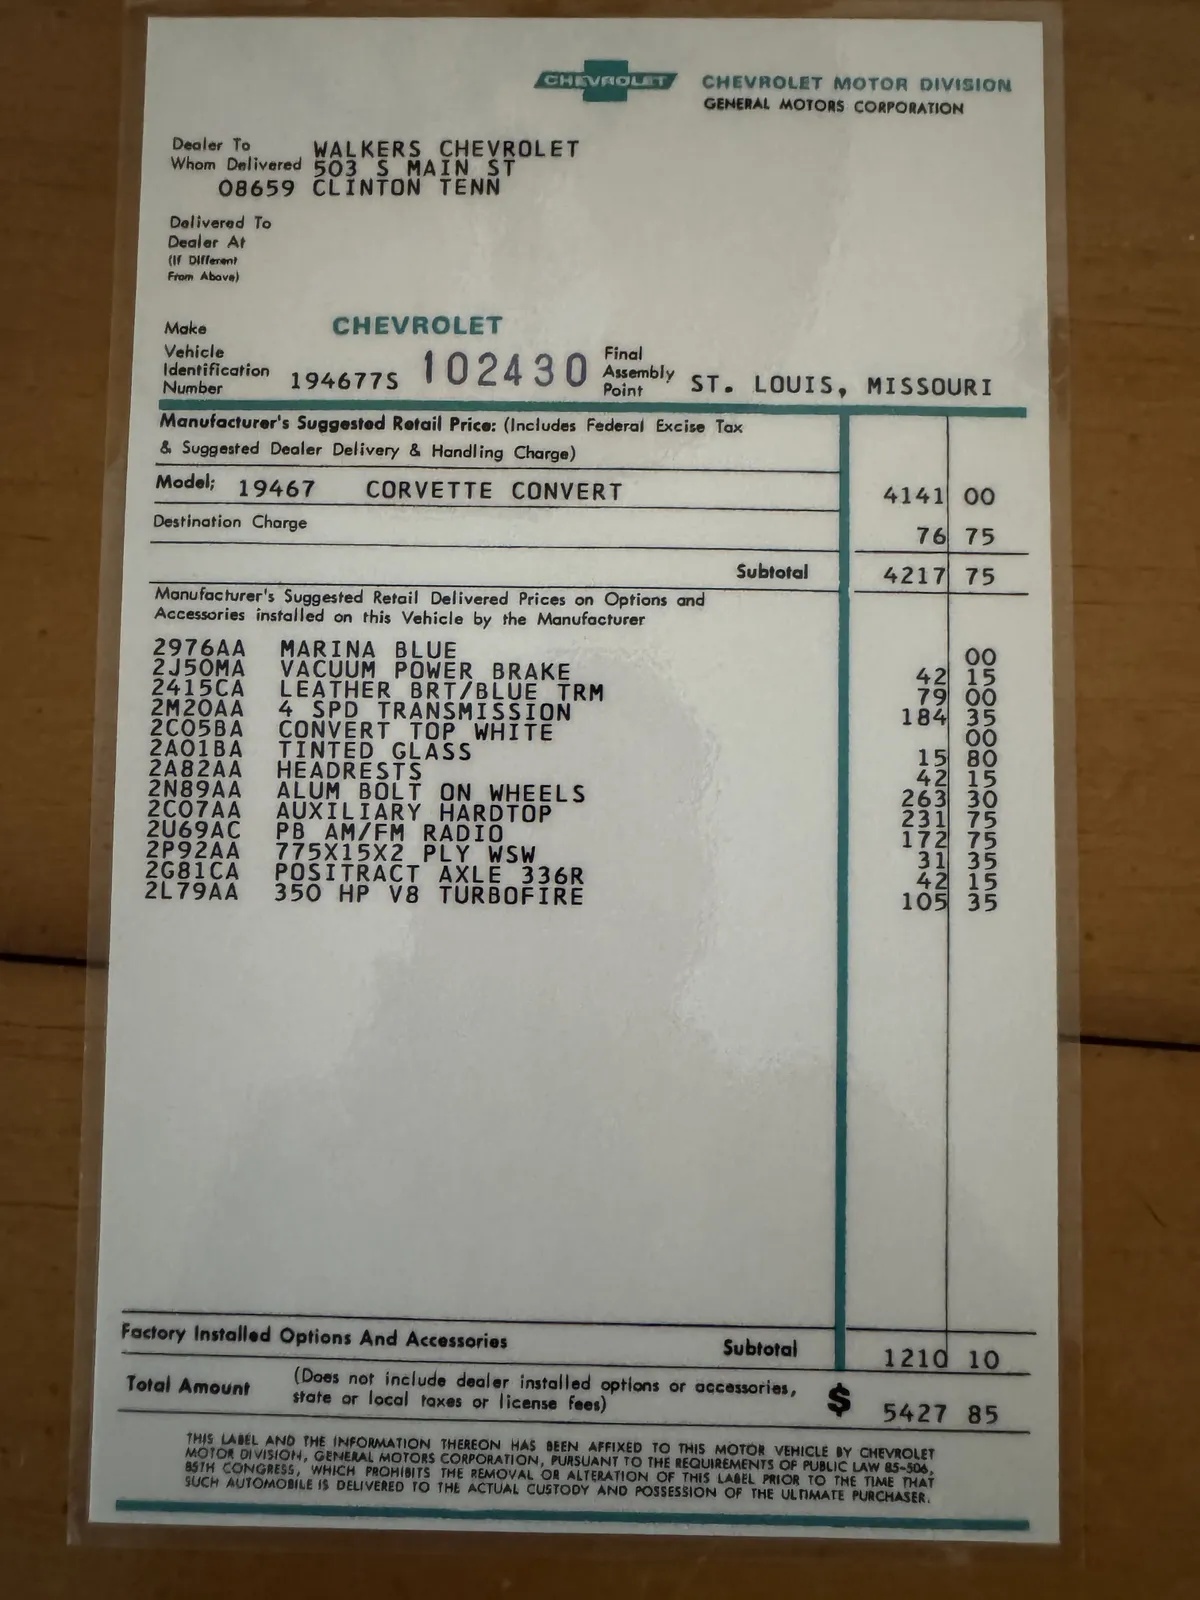 CHEVROLET
CHEVROLET MOTOR DIVISION
GENERAL MOTORS CORPORATION
Dealer To
Whom Delivered
WALKERS CHEVROLET
503 S MAIN ST
08659 CLINTON TENN
Delivered To
Dealer At
(If Different
From Above)
Make CHEVROLET
Vehicle
Identification
Number
194677S 102430
Final
Assembly
Point
ST. LOUIS, MISSOURI
Manufacturer's Suggested Retail Price: (Includes Federal Excise Tax
& Suggested Dealer Delivery & Handling Charge)
Model; 19467 CORVETTE CONVERT 4141 00
Destination Charge 76 75
Subtotal 4217 75
Manufacturer's Suggested Retail Delivered Prices on Options and
Accessories installed on this Vehicle by the Manufacturer
2976AA MARINA BLUE 00
2J50MA VACUUM POWER BRAKE 42 15
2415CA LEATHER BRT/BLUE TRM 79 00
2M20AA 4 SPD TRANSMISSION 184 35
2C05BA CONVERT TOP WHITE 00
2A01BA TINTED GLASS 15 80
2A82AA HEADRESTS 42 15
2N89AA ALUM BOLT ON WHEELS 263 30
2C07AA AUXILIARY HARDTOP 231 75
2U69AC PB AM/FM RADIO 172 75
2P92AA 775X15X2 PLY WSW 31 35
2G81CA POSITRACT AXLE 336R 42 15
2L79AA 350 HP V8 TURBOFIRE 105 35
Factory Installed Options And Accessories Subtotal 1210 10
Total Amount (Does not include dealer installed options or accessories,
state or local taxes or license fees) $ 5427 85
THIS LABEL AND THE INFORMATION THEREON HAS BEEN AFFIXED TO THIS MOTOR VEHICLE BY CHEVROLET
MOTOR DIVISION, GENERAL MOTORS CORPORATION, PURSUANT TO THE REQUIREMENTS OF PUBLIC LAW 85-506,
85TH CONGRESS, WHICH PROHIBITS THE REMOVAL OR ALTERATION OF THIS LABEL PRIOR TO THE TIME THAT
SUCH AUTOMOBILE IS DELIVERED TO THE ACTUAL CUSTODY AND POSSESSION OF THE ULTIMATE PURCHASER.